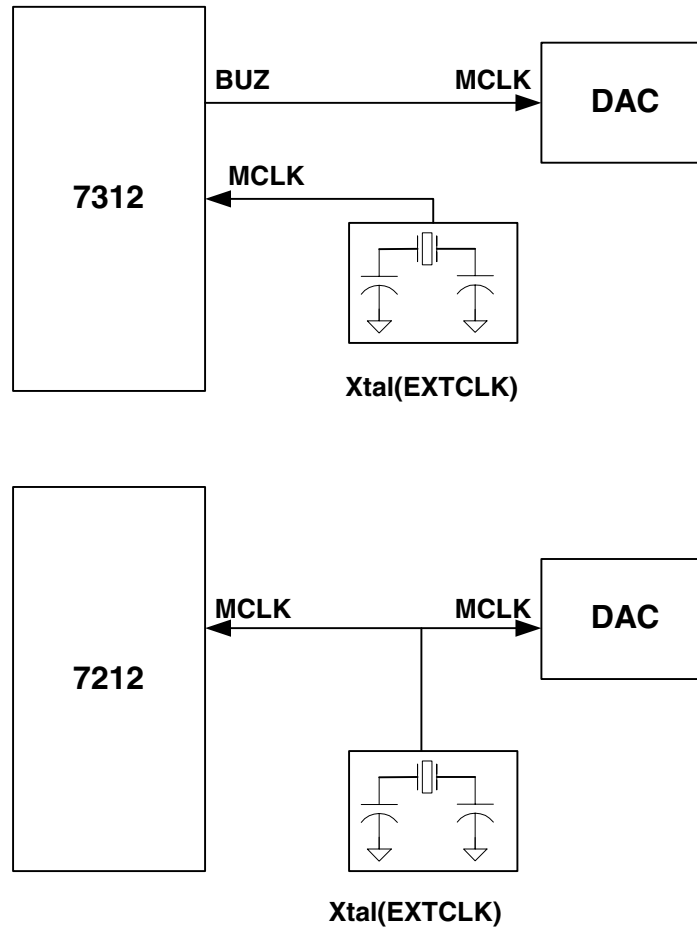 BUZ MCLK
DAC
MCLK
7312
Xtal(EXTCLK)
MCLK MCLK
DAC
7212
Xtal(EXTCLK)